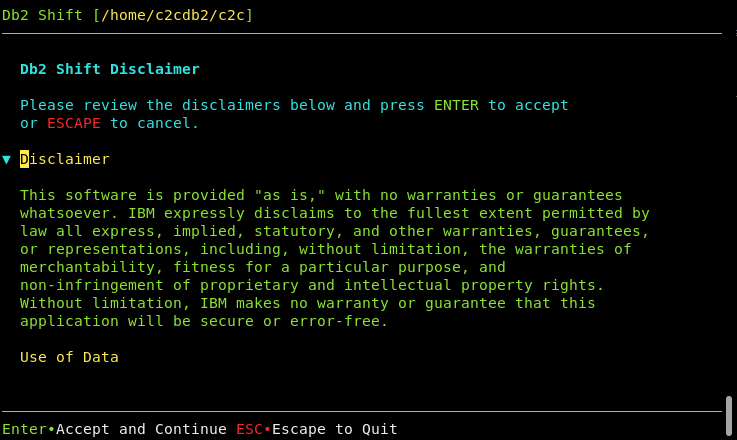 Db2 Shift [/home/c2cdb2/c2c]
Db2 Shift Disclaimer
Please review the disclaimers below and press ENTER to accept
or ESCAPE to cancel.
▼ Disclaimer
This software is provided "as is," with no warranties or guarantees
whatsoever. IBM expressly disclaims to the fullest extent permitted by
law all express, implied, statutory, and other warranties, guarantees,
or representations, including, without limitation, the warranties of
merchantability, fitness for a particular purpose, and
non-infringement of proprietary and intellectual property rights.
Without limitation, IBM makes no warranty or guarantee that this
application will be secure or error-free.
Use of Data
Enter•Accept and Continue ESC•Escape to Quit